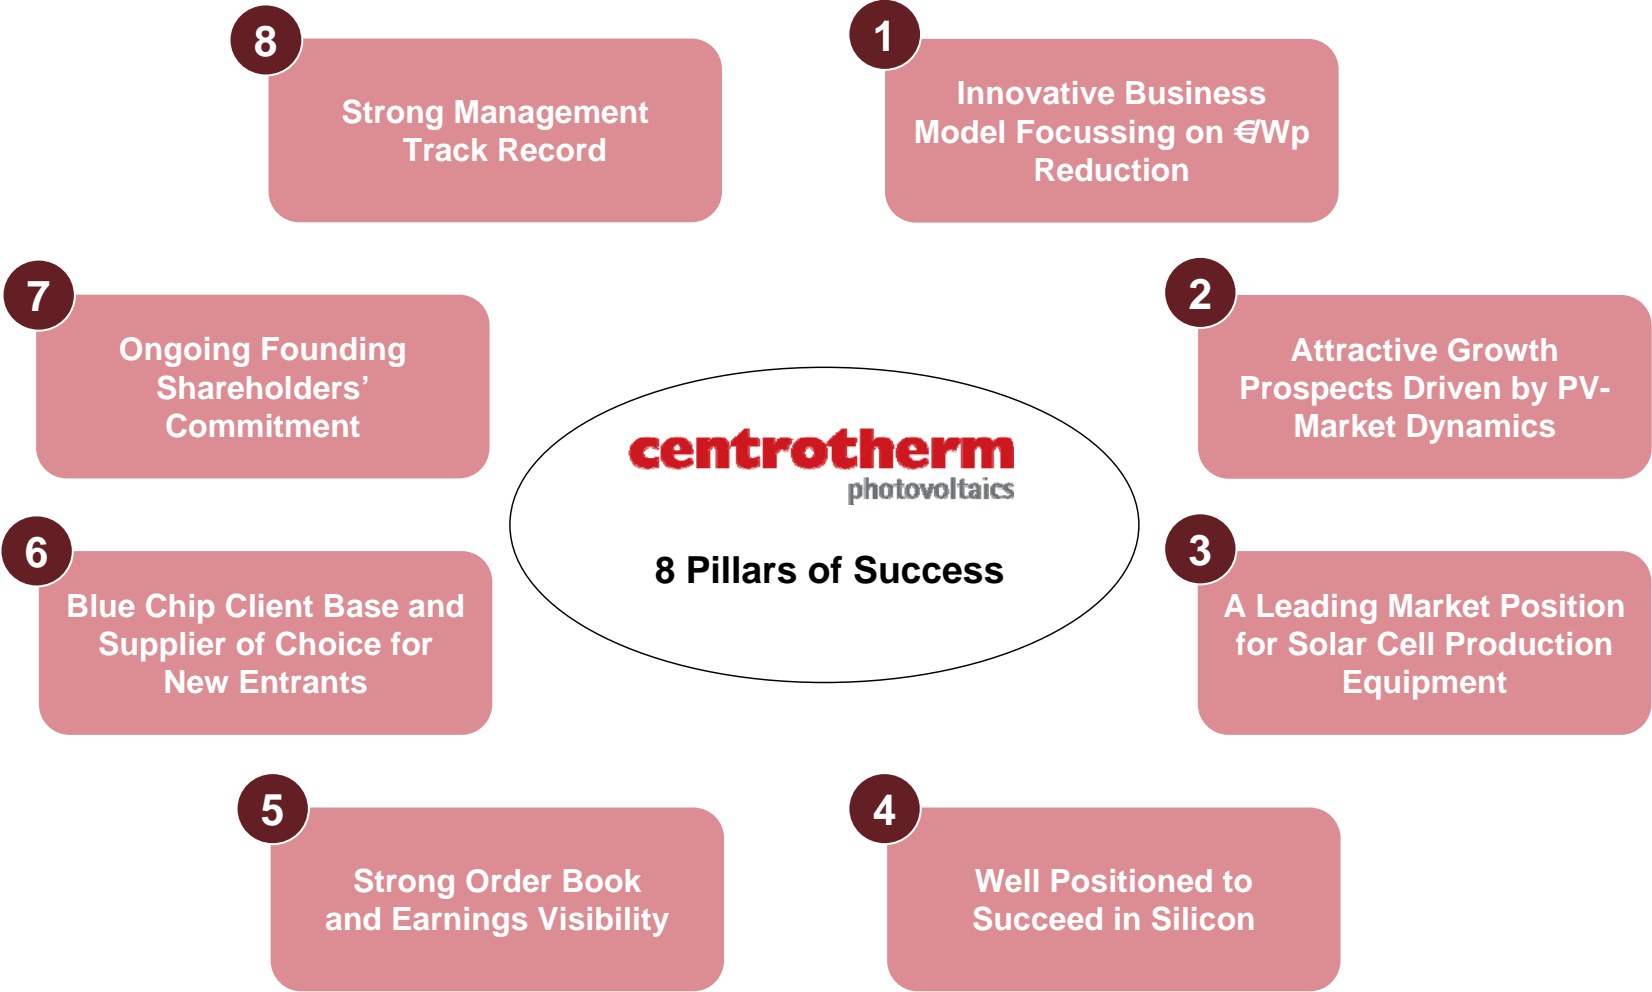 8
Strong Management
Track Record
1
Innovative Business
Model Focussing on €/Wp
Reduction
7
Ongoing Founding
Shareholders’
Commitment
2
Attractive Growth
Prospects Driven by PV-
Market Dynamics
centrotherm
photovoltaics
8 Pillars of Success
6
Blue Chip Client Base and
Supplier of Choice for
New Entrants
3
A Leading Market Position
for Solar Cell Production
Equipment
5
Strong Order Book
and Earnings Visibility
4
Well Positioned to
Succeed in Silicon